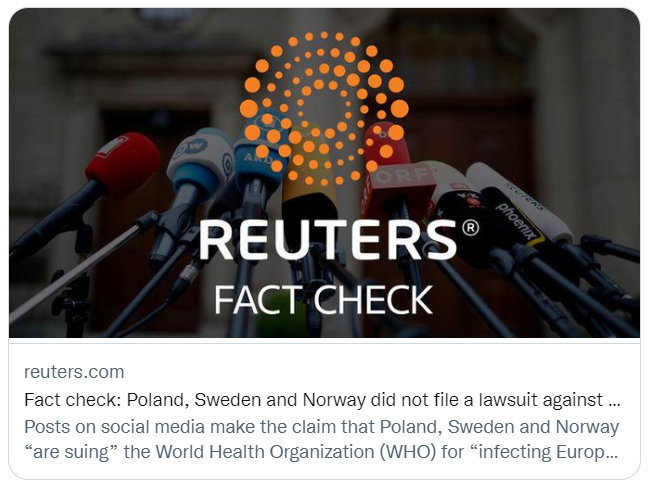 DW
ARD
ORF
REUTERS
phoenix
REUTERS®
FACT CHECK
reuters.com
Fact check: Poland, Sweden and Norway did not file a lawsuit against ...
Posts on social media make the claim that Poland, Sweden and Norway
“are suing” the World Health Organization (WHO) for “infecting Europ...